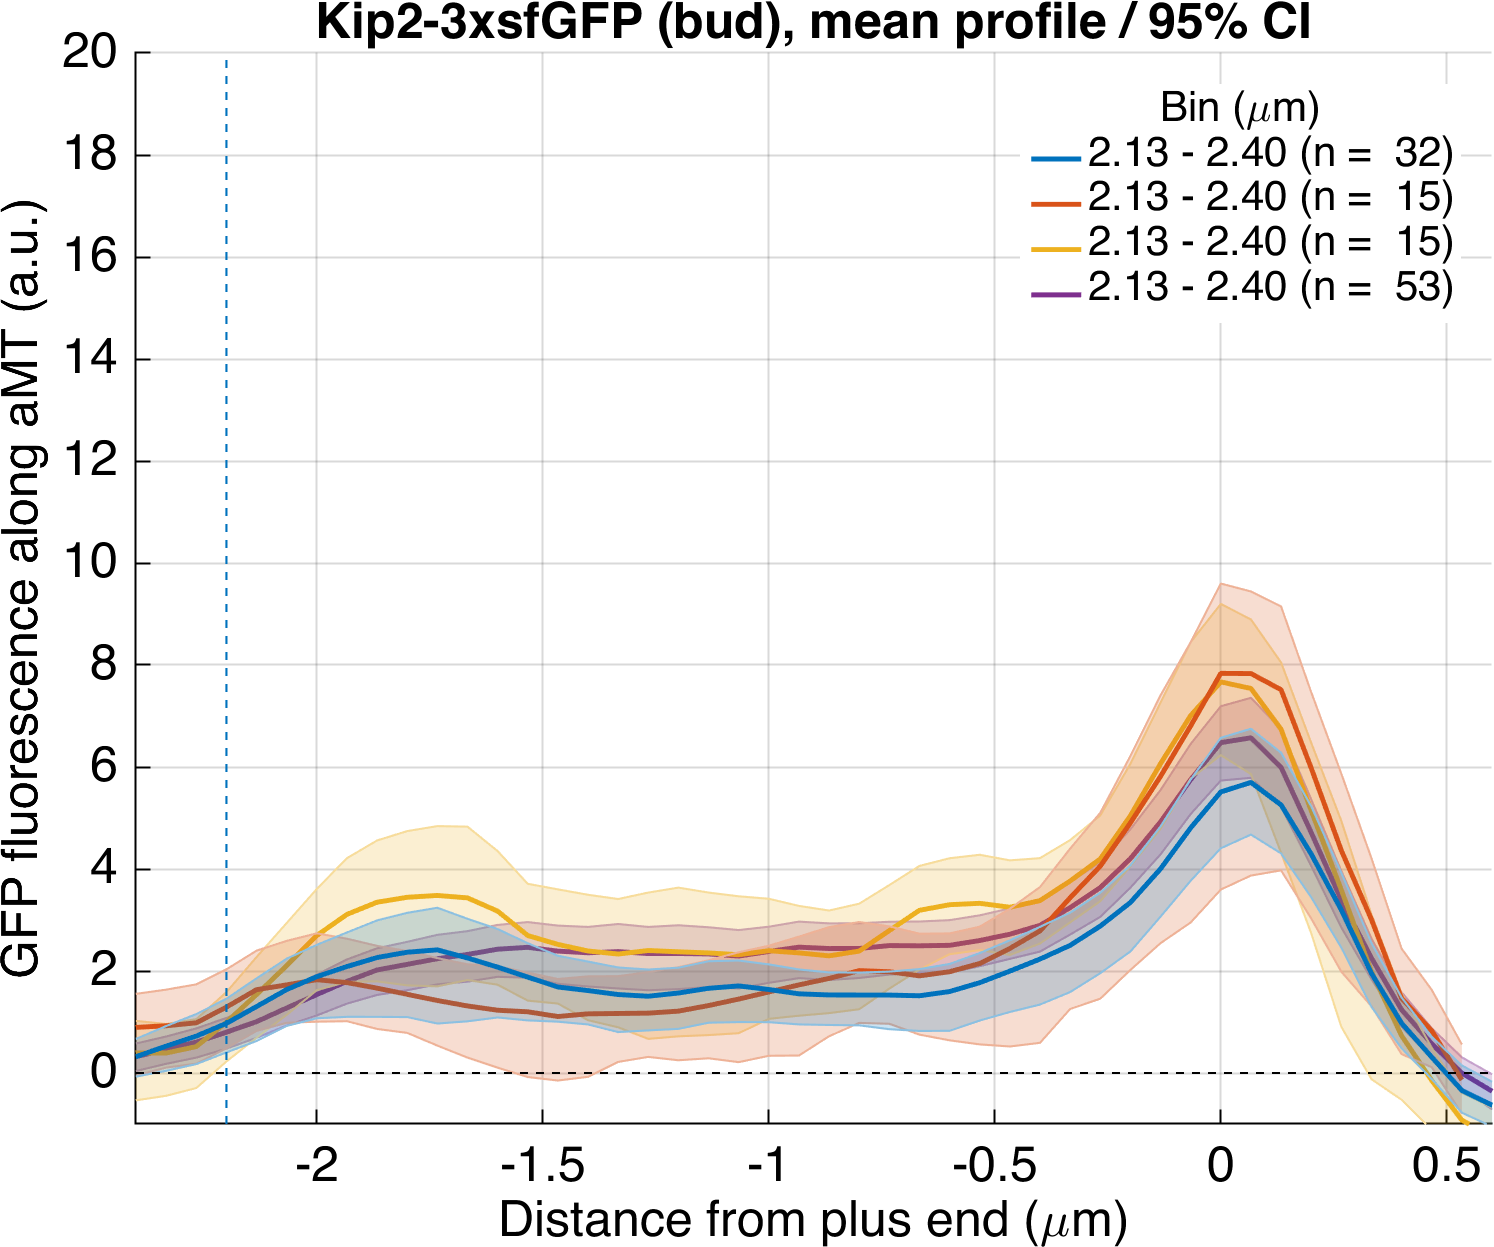 Kip2-3xsfGFP (bud), mean profile / 95% CI
GFP fluorescence along aMT (a.u.)
20
18
16
14
12
10
8
6
4
2
0
Bin (μm)
2.13 - 2.40 (n = 32)
2.13 - 2.40 (n = 15)
2.13 - 2.40 (n = 15)
2.13 - 2.40 (n = 53)
-2 -1.5 -1 -0.5 0 0.5
Distance from plus end (μm)